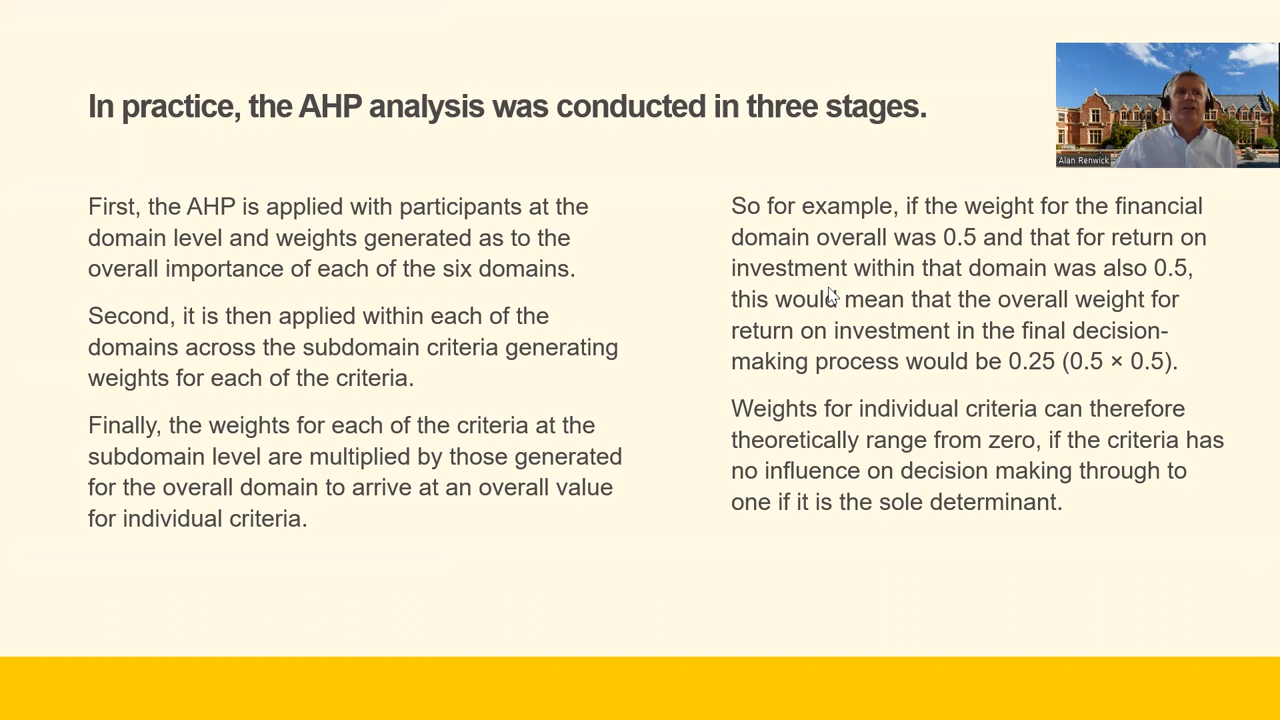 In practice, the AHP analysis was conducted in three stages.
Alan Renwick
First, the AHP is applied with participants at the
domain level and weights generated as to the
overall importance of each of the six domains.
Second, it is then applied within each of the
domains across the subdomain criteria generating
weights for each of the criteria.
Finally, the weights for each of the criteria at the
subdomain level are multiplied by those generated
for the overall domain to arrive at an overall value
for individual criteria.
So for example, if the weight for the financial
domain overall was 0.5 and that for return on
investment within that domain was also 0.5,
this would mean that the overall weight for
return on investment in the final decision-
making process would be 0.25 (0.5 × 0.5).
Weights for individual criteria can therefore
theoretically range from zero, if the criteria has
no influence on decision making through to
one if it is the sole determinant.